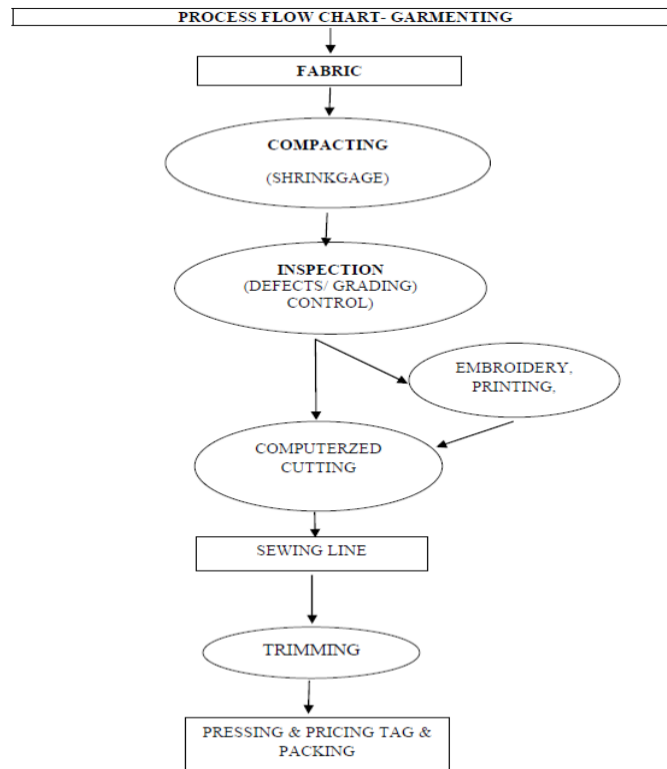 PROCESS FLOW CHART- GARMENTING
FABRIC
COMPACTING
(SHRINKGAGE)
INSPECTION
(DEFECTS/ GRADING)
CONTROL)
EMBROIDERY,
PRINTING,
COMPUTERZED
CUTTING
SEWING LINE
TRIMMING
PRESSING & PRICING TAG &
PACKING